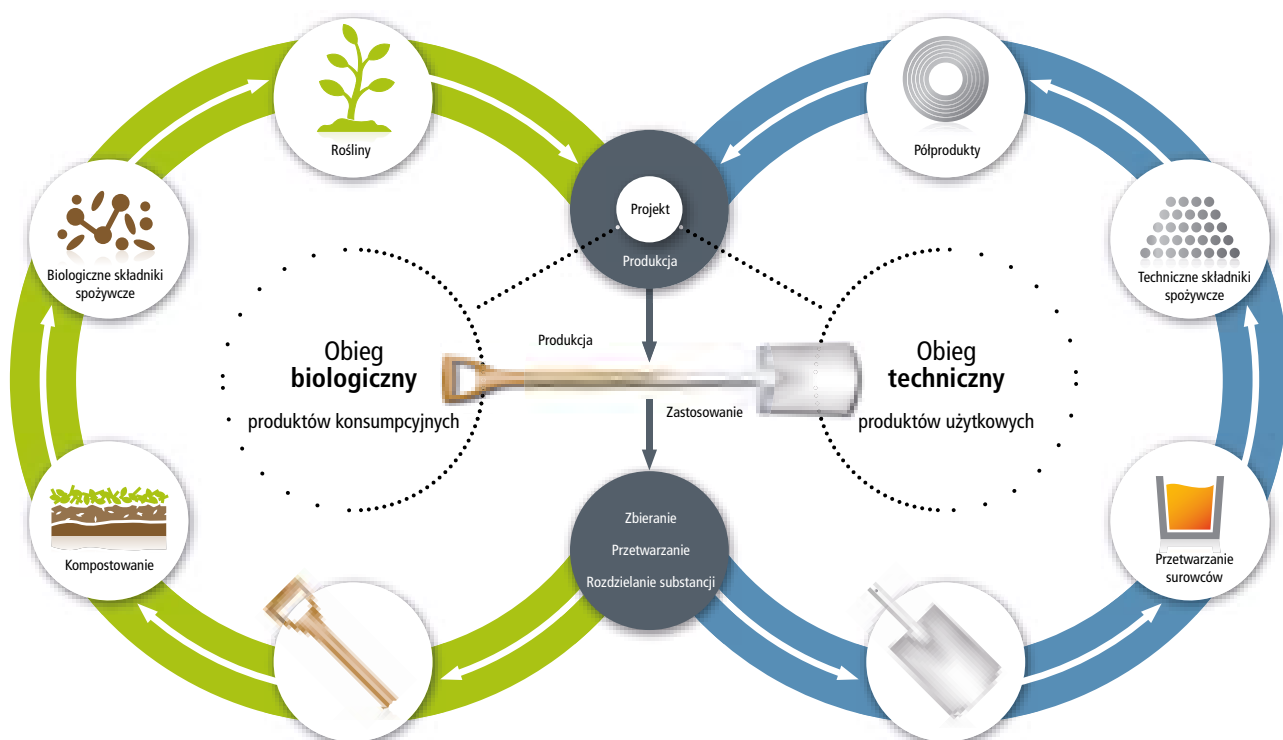 Rośliny
Półprodukty
Projekt
Produkcja
Biologiczne składniki
spożywcze
Techniczne składniki
spożywcze
Produkcja
Obieg
biologiczny
produktów konsumpcyjnych
Obieg
techniczny
produktów użytkowych
Zastosowanie
Kompostowanie
Zbieranie
Przetwarzanie
Rozdzielanie substancji
Przetwarzanie
surowców